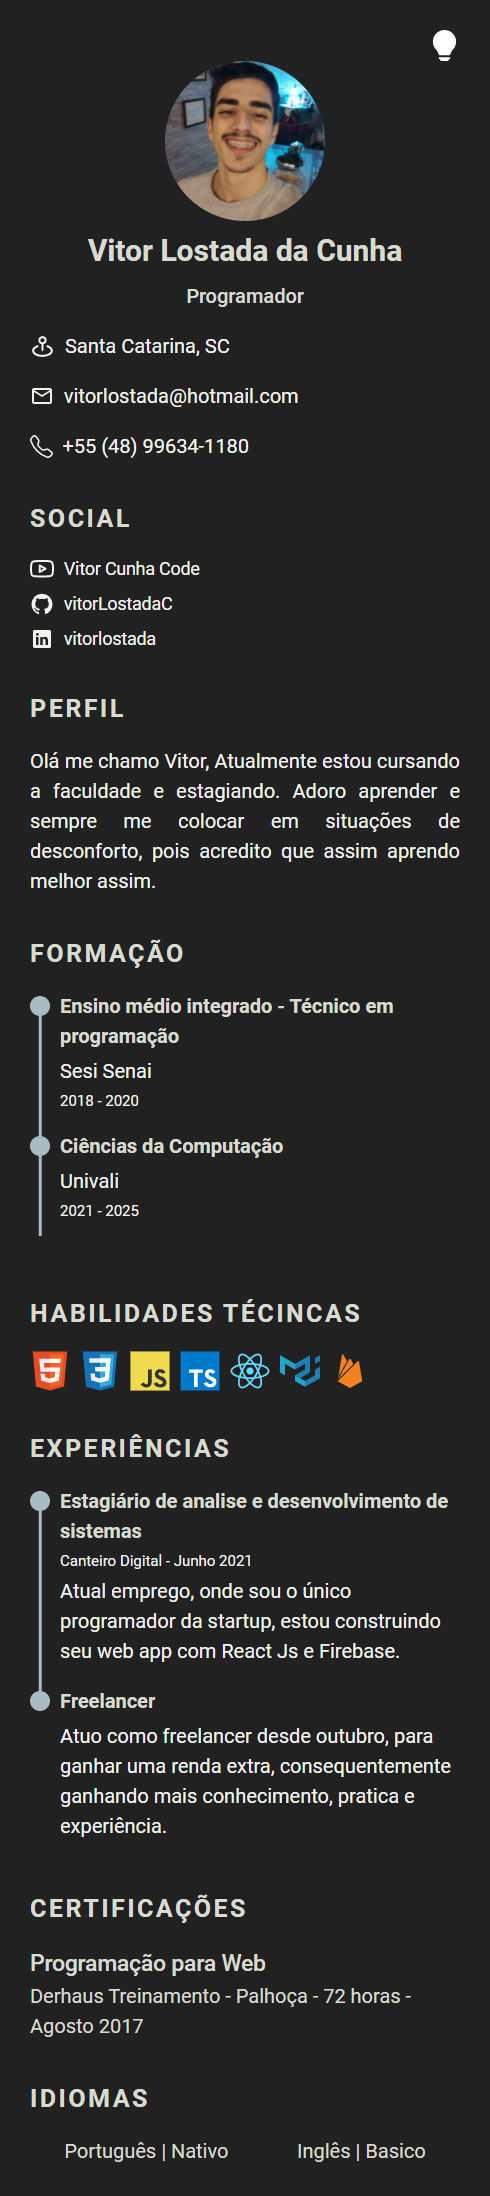 Vitor Lostada da Cunha
Programador
Santa Catarina, SC
vitorlostada@hotmail.com
+55 (48) 99634-1180
SOCIAL
Vitor Cunha Code
vitorLostadaC
vitorlostada
PERFIL
Olá me chamo Vitor, Atualmente estou cursando
a faculdade e estagiando. Adoro aprender e
sempre me colocar em situações de
desconforto, pois acredito que assim aprendo
melhor assim.
FORMAÇÃO
Ensino médio integrado - Técnico em
programação
Sesi Senai
2018 - 2020
Ciências da Computação
Univali
2021 - 2025
HABILIDADES TÉCINCAS
5 3 JS TS
EXPERIÊNCIAS
Estagiário de analise e desenvolvimento de
sistemas
Canteiro Digital - Junho 2021
Atual emprego, onde sou o único
programador da startup, estou construindo
seu web app com React Js e Firebase.
Freelancer
Atuo como freelancer desde outubro, para
ganhar uma renda extra, consequentemente
ganhando mais conhecimento, pratica e
experiência.
CERTIFICAÇÕES
Programação para Web
Derhaus Treinamento - Palhoça - 72 horas -
Agosto 2017
IDIOMAS
Português | Nativo Inglês | Basico